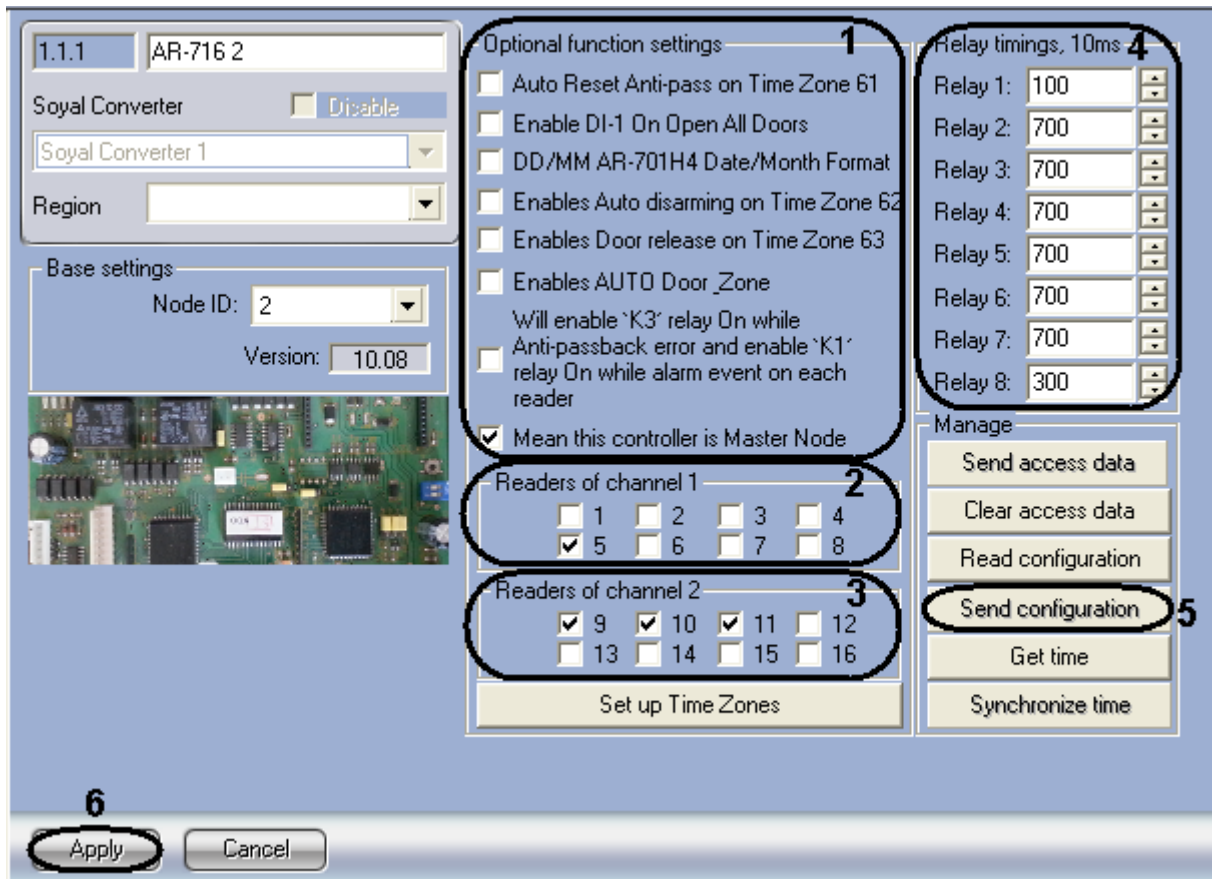 1.1.1
AR-716 2
Soyal Converter
Disable
Soyal Converter 1
Region
Base settings
Node ID: 2
Version: 10.08
Optional function settings
1
Auto Reset Anti-pass on Time Zone 61
Enable DI-1 On Open All Doors
DD/MM AR-701H4 Date/Month Format
Enables Auto disarming on Time Zone 62
Enables Door release on Time Zone 63
Enables AUTO Door_Zone
Will enable `K3´ relay On while
Anti-passback error and enable `K1´
relay On while alarm event on each
reader
Mean this controller is Master Node
Readers of channel 1
2
1 2 3 4
5 6 7 8
Readers of channel 2
3
9 10 11 12
13 14 15 16
Set up Time Zones
Relay timings, 10ms
4
Relay 1: 100
Relay 2: 700
Relay 3: 700
Relay 4: 700
Relay 5: 700
Relay 6: 700
Relay 7: 700
Relay 8: 300
Manage
Send access data
Clear access data
Read configuration
Send configuration
5
Get time
Synchronize time
6
Apply
Cancel